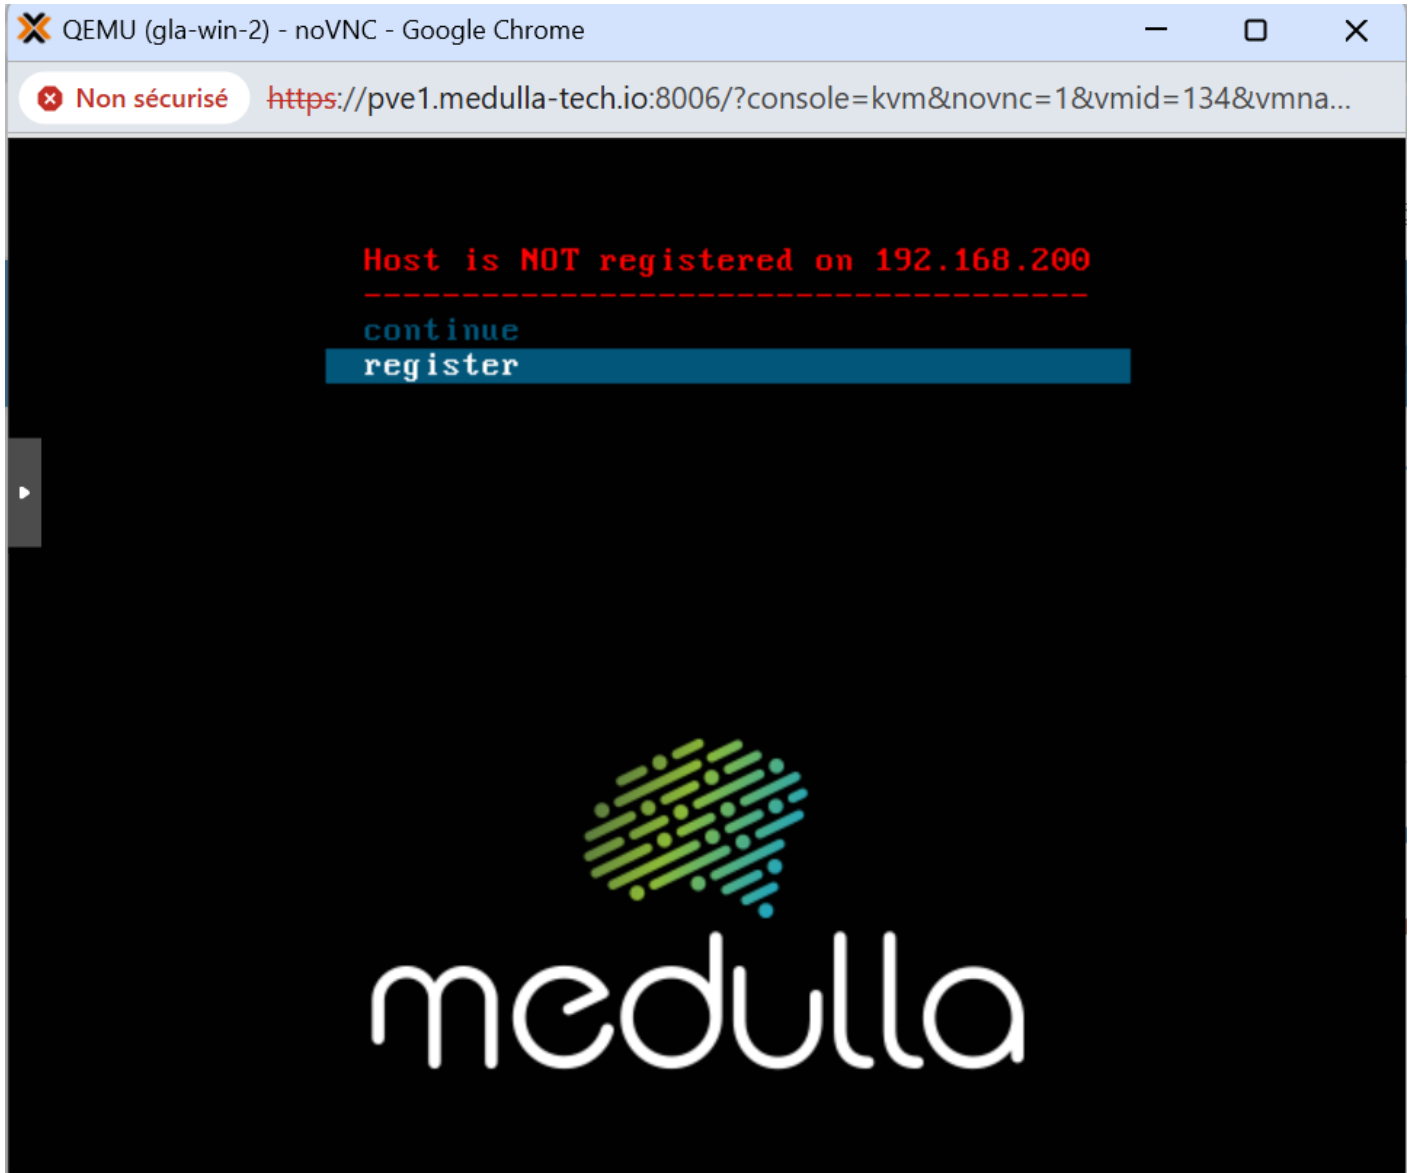 QEMU (gla-win-2) - noVNC - Google Chrome
Non sécurisé https://pve1.medulla-tech.io:8006/?console=kvm&novnc=1&vmid=134&vmna...
Host is NOT registered on 192.168.200
-------------------------------------
continue
register
medulla